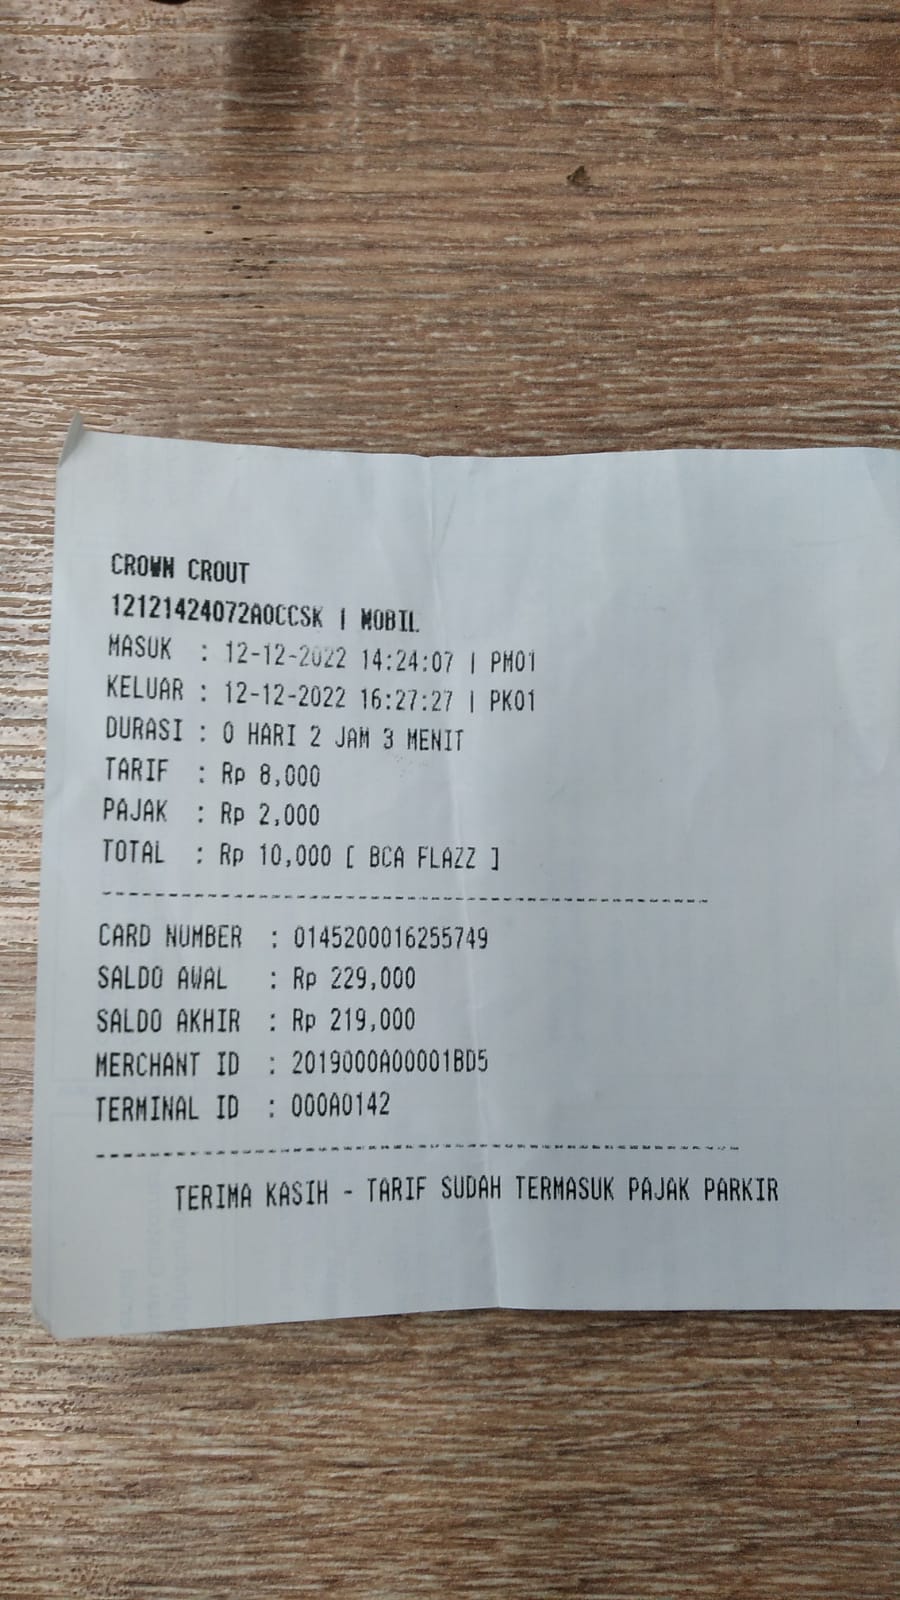 CROWN CROUT
12121424072AOCCSK | MOBIL
MASUK : 12-12-2022 14:24:07 | PM01
KELUAR : 12-12-2022 16:27:27 | PK01
DURASI : 0 HARI 2 JAM 3 MENIT
TARIF : Rp 8,000
PAJAK : Rp 2,000
TOTAL : Rp 10,000 [ BCA FLAZZ ]
CARD NUMBER : 0145200016255749
SALDO AWAL : Rp 229,000
SALDO AKHIR : Rp 219,000
MERCHANT ID : 2019000A00001BD5
TERMINAL ID : 000A0142
TERIMA KASIH - TARIF SUDAH TERMASUK PAJAK PARKIR